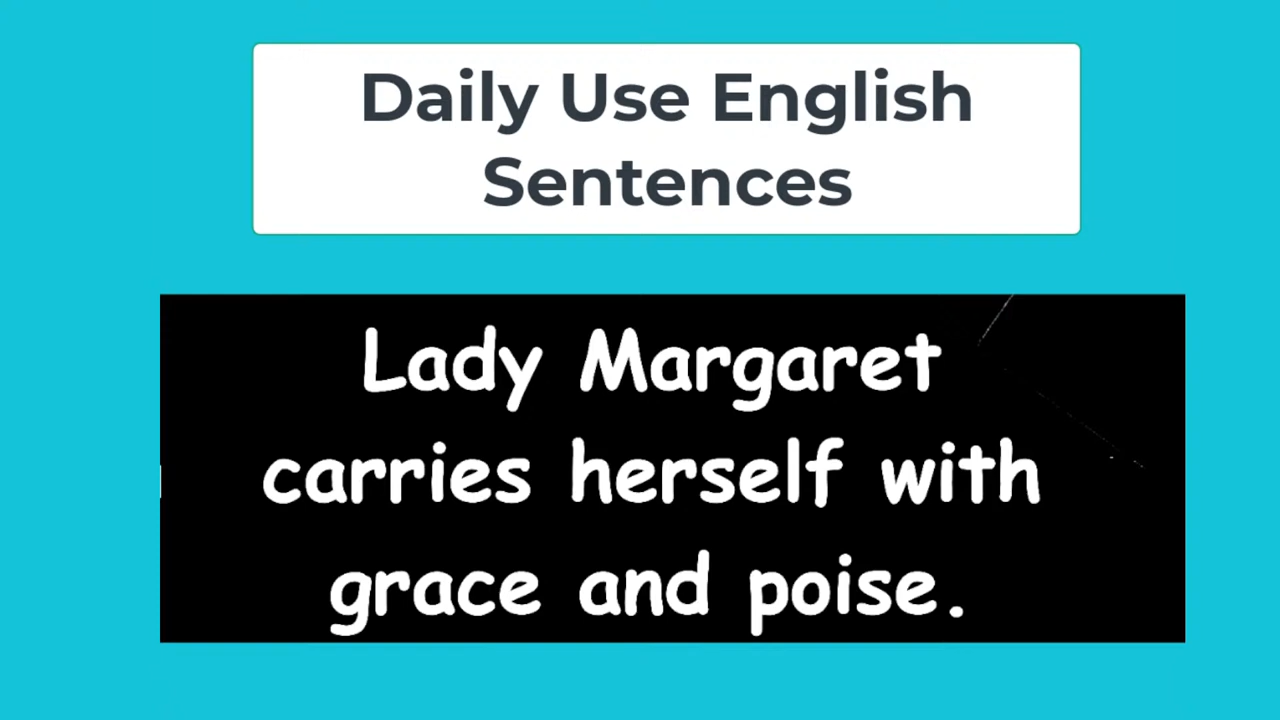 Daily Use English
Sentences
Lady Margaret
carries herself with
grace and poise.